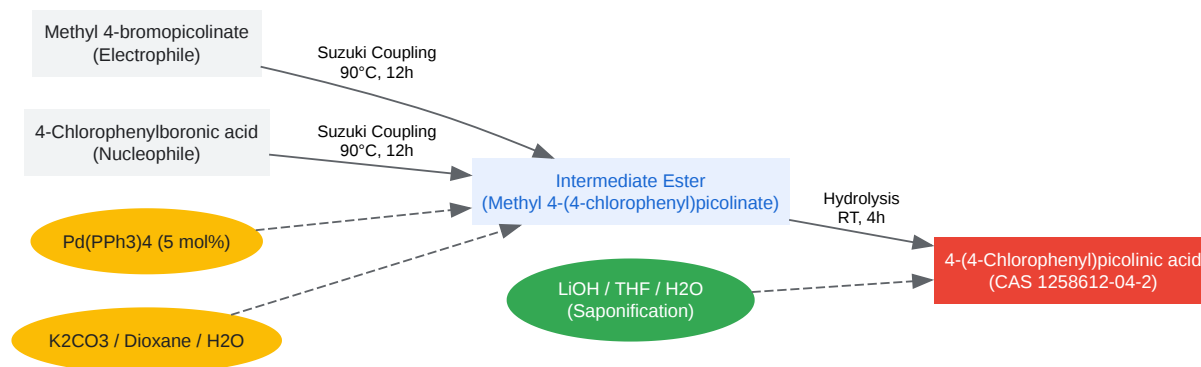 Methyl 4-bromopicolinate
(Electrophile)
Suzuki Coupling
90°C, 12h
4-Chlorophenylboronic acid
(Nucleophile)
Suzuki Coupling
90°C, 12h
Intermediate Ester
(Methyl 4-(4-chlorophenyl)picolinate)
Hydrolysis
RT, 4h
Pd(PPh3)4 (5 mol%)
4-(4-Chlorophenyl)picolinic acid
(CAS 1258612-04-2)
LiOH / THF / H2O
(Saponification)
K2CO3 / Dioxane / H2O